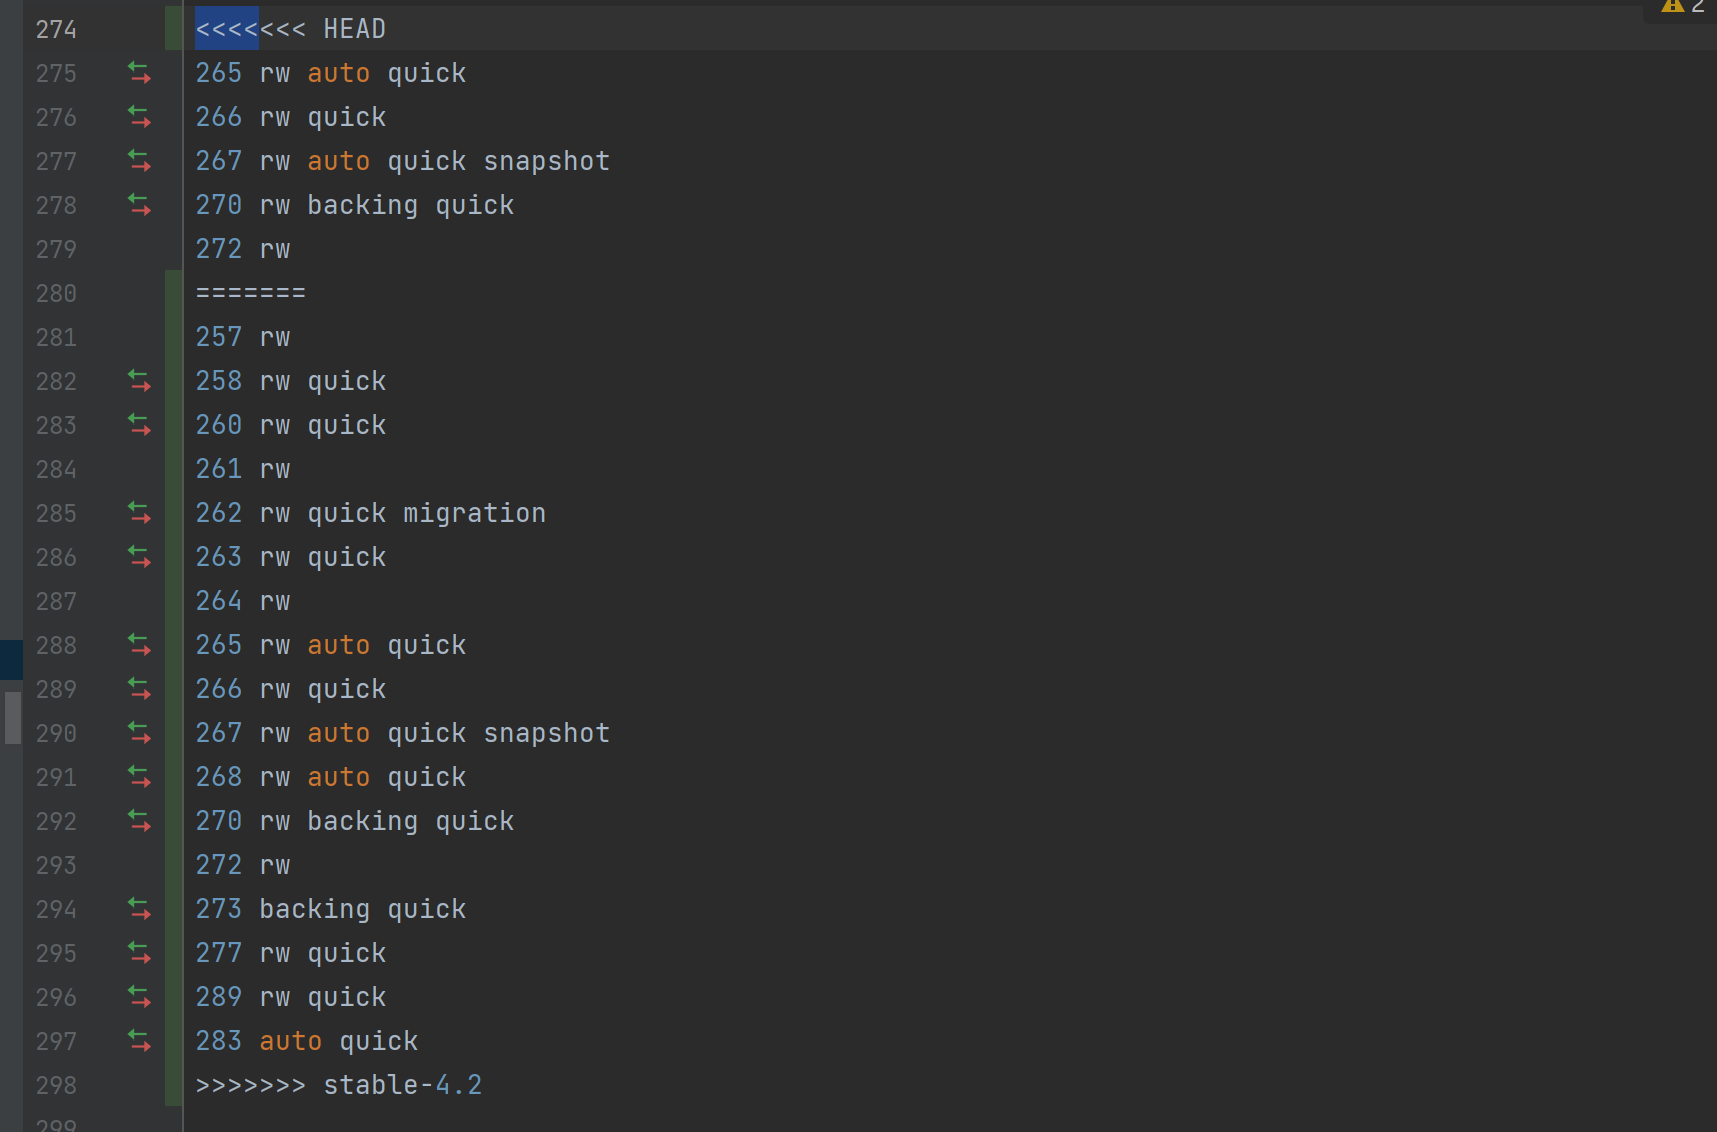 2
274 <<<<<<< HEAD
275 265 rw auto quick
276 266 rw quick
277 267 rw auto quick snapshot
278 270 rw backing quick
279 272 rw
280 =======
281 257 rw
282 258 rw quick
283 260 rw quick
284 261 rw
285 262 rw quick migration
286 263 rw quick
287 264 rw
288 265 rw auto quick
289 266 rw quick
290 267 rw auto quick snapshot
291 268 rw auto quick
292 270 rw backing quick
293 272 rw
294 273 backing quick
295 277 rw quick
296 289 rw quick
297 283 auto quick
298 >>>>>>> stable-4.2
299